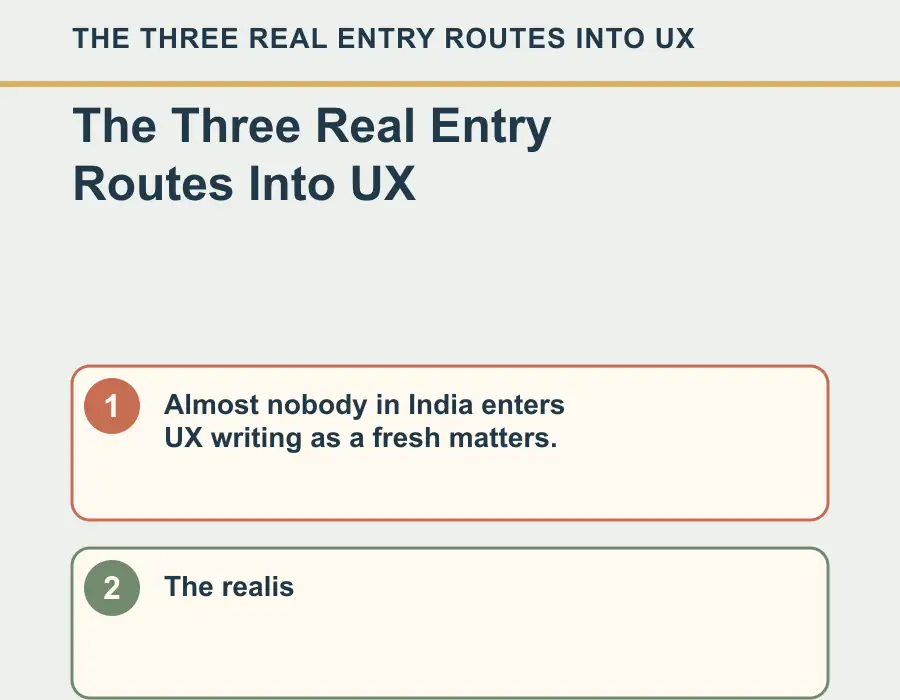 THE THREE REAL ENTRY ROUTES INTO UX
The Three Real Entry
Routes Into UX
1
Almost nobody in India enters
UX writing as a fresh matters.
2
The realis